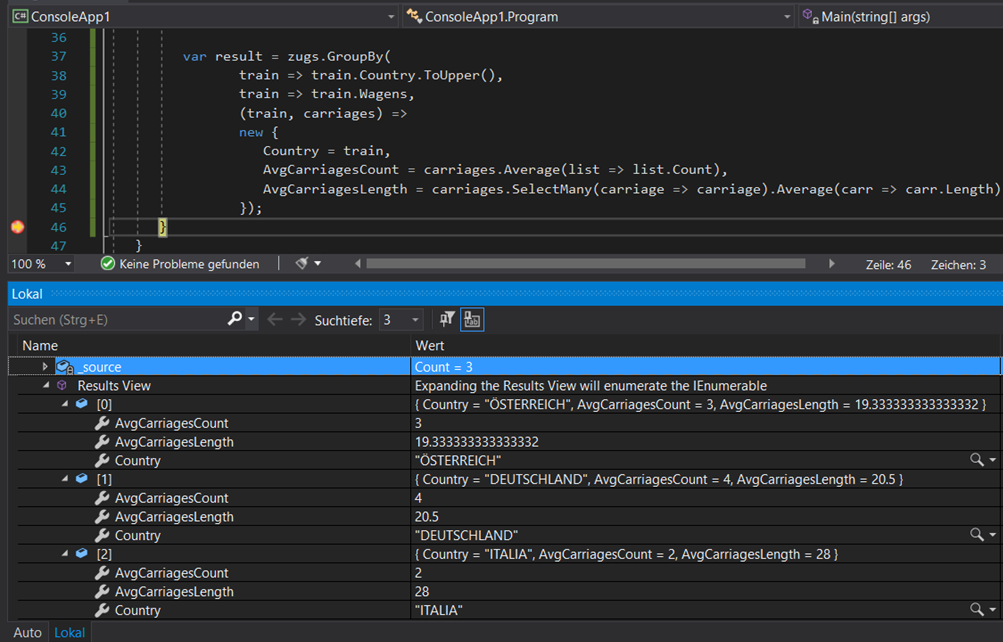 C# ConsoleApp1 ConsoleApp1.Program Main(string[] args)
36
37 var result = zugs.GroupBy(
38 train => train.Country.ToUpper(),
39 train => train.Wagens,
40 (train, carriages) =>
41 new {
42 Country = train,
43 AvgCarriagesCount = carriages.Average(list => list.Count),
44 AvgCarriagesLength = carriages.SelectMany(carriage => carriage).Average(carr => carr.Length)
45 });
46 }
47 }
100 % Keine Probleme gefunden Zeile: 46 Zeichen: 3
Lokal
Suchen (Strg+E) Suchtiefe: 3
Name Wert
_source Count = 3
Results View Expanding the Results View will enumerate the IEnumerable
[0] { Country = "ÖSTERREICH", AvgCarriagesCount = 3, AvgCarriagesLength = 19.333333333333332 }
AvgCarriagesCount 3
AvgCarriagesLength 19.333333333333332
Country "ÖSTERREICH"
[1] { Country = "DEUTSCHLAND", AvgCarriagesCount = 4, AvgCarriagesLength = 20.5 }
AvgCarriagesCount 4
AvgCarriagesLength 20.5
Country "DEUTSCHLAND"
[2] { Country = "ITALIA", AvgCarriagesCount = 2, AvgCarriagesLength = 28 }
AvgCarriagesCount 2
AvgCarriagesLength 28
Country "ITALIA"
Auto Lokal